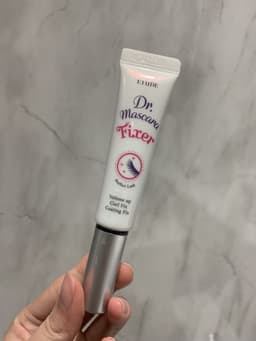 ETUDE
Dr.
Mascara
Fixer
Perfect Lash
Volume up
Curl Fix
Coating Fix